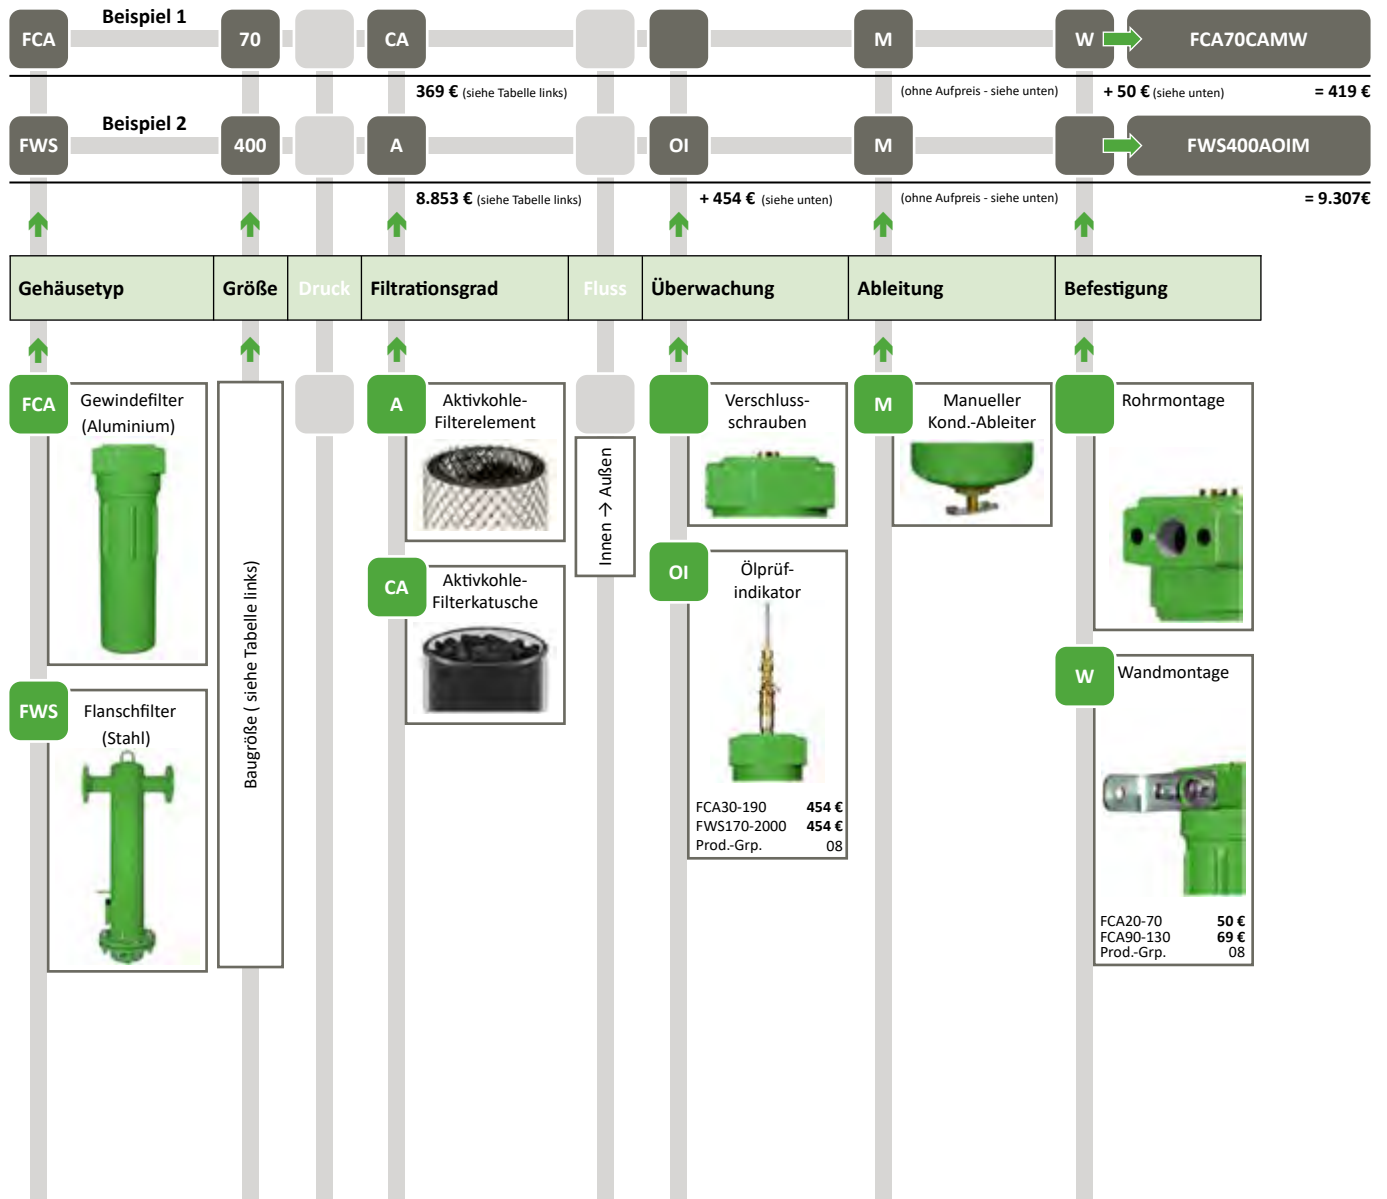 Beispiel 1
FCA 70 CA M W FCA70CAMW
369 € (siehe Tabelle links) (ohne Aufpreis - siehe unten) + 50 € (siehe unten) = 419 €
Beispiel 2
FWS 400 A OI M FWS400AOIM
8.853 € (siehe Tabelle links) + 454 € (siehe unten) (ohne Aufpreis - siehe unten) = 9.307€
Gehäusetyp Größe Druck Filtrationsgrad Fluss Überwachung Ableitung Befestigung
FCA
Gewindefilter
(Aluminium)
FWS
Flanschfilter
(Stahl)
Baugröße ( siehe Tabelle links)
A
Aktivkohle-
Filterelement
CA
Aktivkohle-
Filterkatusche
Innen → Außen
Verschluss-
schrauben
OI
Ölprüf-
indikator
FCA30-190 454 €
FWS170-2000 454 €
Prod.-Grp. 08
M
Manueller
Kond.-Ableiter
Rohrmontage
W
Wandmontage
FCA20-70 50 €
FCA90-130 69 €
Prod.-Grp. 08